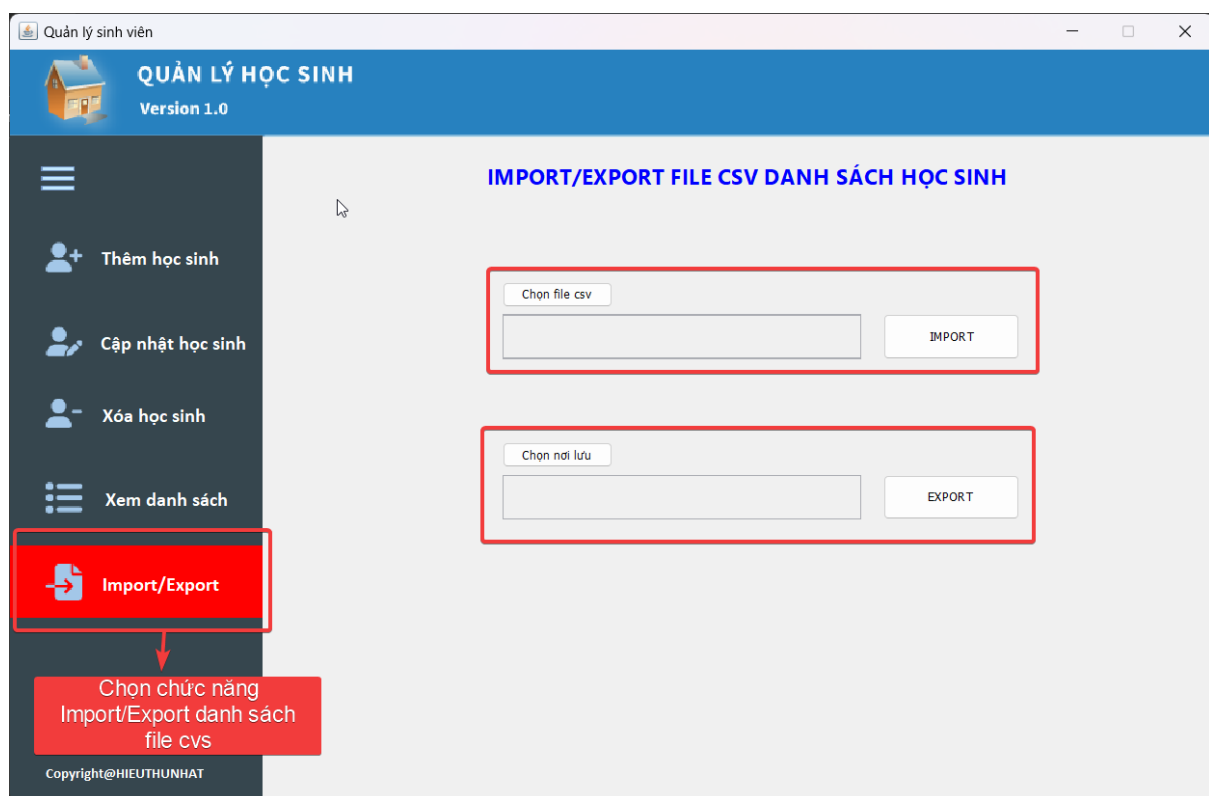 Quản lý sinh viên
QUẢN LÝ HỌC SINH
Version 1.0
IMPORT/EXPORT FILE CSV DANH SÁCH HỌC SINH
Thêm học sinh
Chọn file csv
IMPORT
Cập nhật học sinh
Xóa học sinh
Chọn nơi lưu
EXPORT
Xem danh sách
Import/Export
Chọn chức năng
Import/Export danh sách
file cvs
Copyright@HIEUTHUNHAT